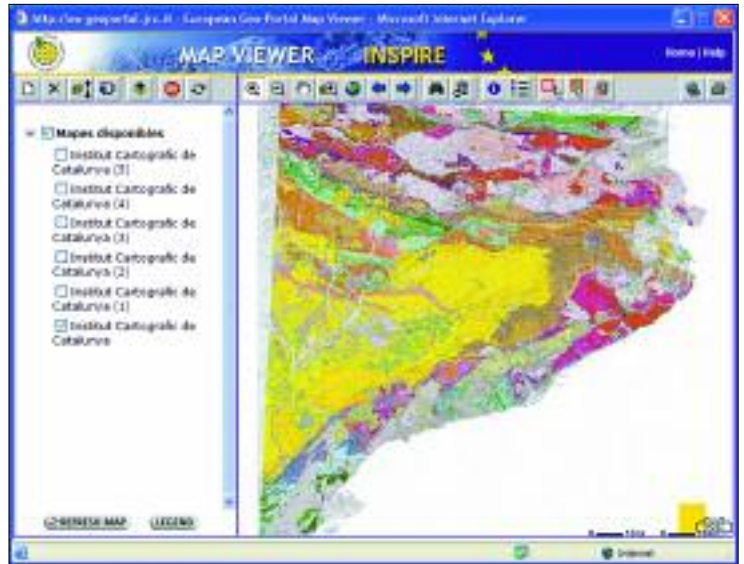 http://eu-geoportal.jrc.it - European Geo-Portal Map Viewer - Microsoft Internet Explorer
MAP VIEWER INSPIRE
Home | Help
Mapes disponibles
Institut Cartografic de
Catalunya (5)
Institut Cartografic de
Catalunya (4)
Institut Cartografic de
Catalunya (3)
Institut Cartografic de
Catalunya (2)
Institut Cartografic de
Catalunya (1)
Institut Cartografic de
Catalunya
REFRESH MAP LEGEND
Internet